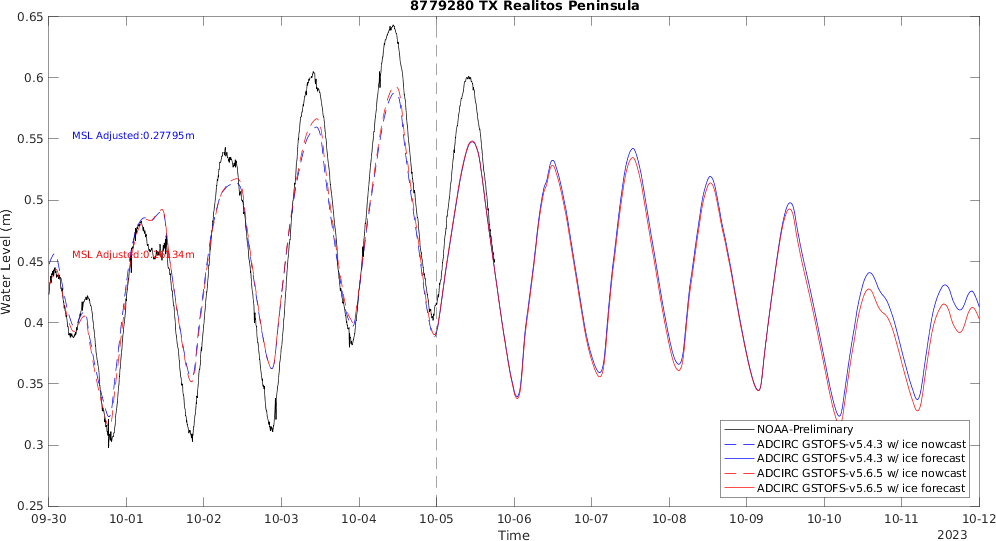 8779280 TX Realitos Peninsula
0.65
0.6
0.55
0.5
0.45
0.4
0.35
0.3
0.25
Water Level (m)
MSL Adjusted:0.27795m
MSL Adjusted:
NOAA-Preliminary
ADCIRC GSTOFS-v5.4.3 w/ ice nowcast
ADCIRC GSTOFS-v5.4.3 w/ ice forecast
ADCIRC GSTOFS-v5.6.5 w/ ice nowcast
ADCIRC GSTOFS-v5.6.5 w/ ice forecast
09-30 10-01 10-02 10-03 10-04 10-05 10-06 10-07 10-08 10-09 10-10 10-11 10-12
Time
2023